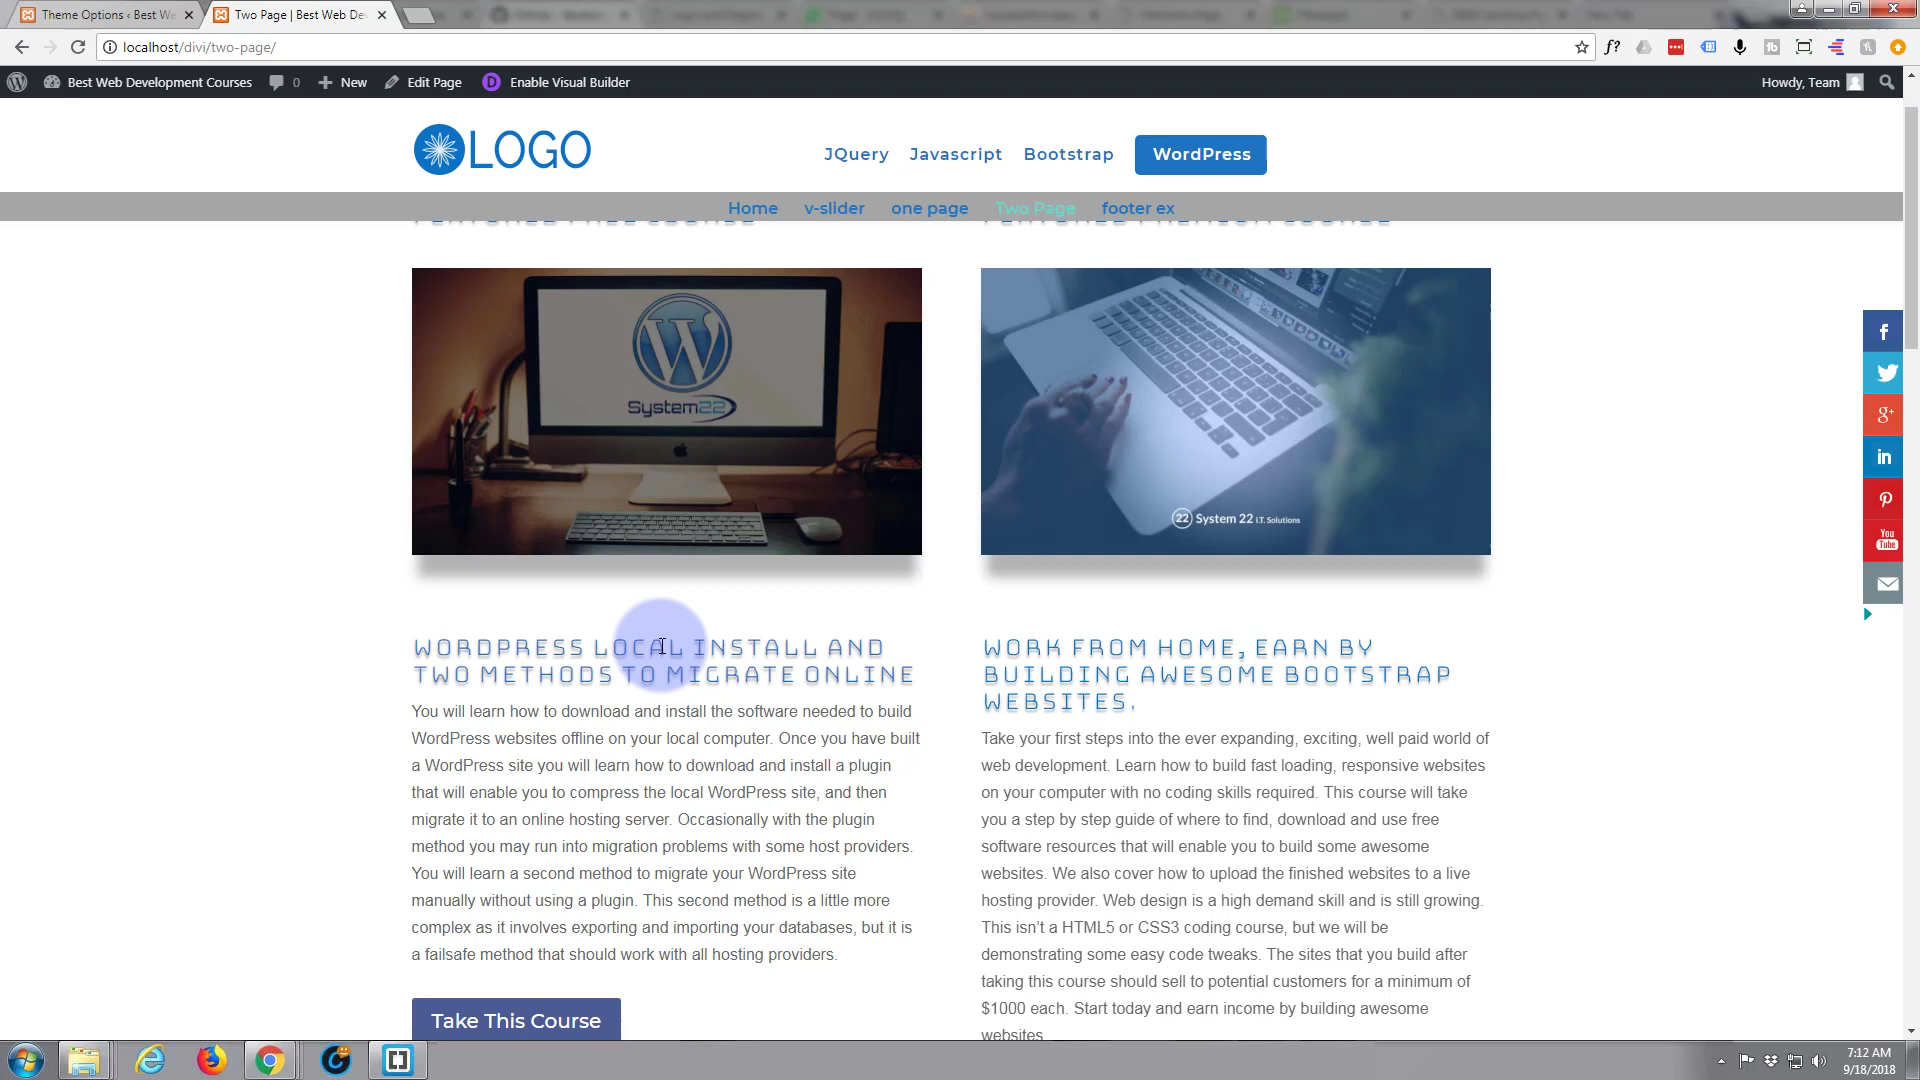 Theme Options ‹ Best We
Two Page | Best Web Dev
localhost/divi/two-page/
f?
Best Web Development Courses
0
New
Edit Page
D
Enable Visual Builder
Howdy, Team
LOGO
JQuery
Javascript
Bootstrap
WordPress
Home
v-slider
one page
Two Page
footer ex
System22
22 System 22 I.T. Solutions
WORDPRESS LOCAL INSTALL AND
TWO METHODS TO MIGRATE ONLINE
You will learn how to download and install the software needed to build
WordPress websites offline on your local computer. Once you have built
a WordPress site you will learn how to download and install a plugin
that will enable you to compress the local WordPress site, and then
migrate it to an online hosting server. Occasionally with the plugin
method you may run into migration problems with some host providers.
You will learn a second method to migrate your WordPress site
manually without using a plugin. This second method is a little more
complex as it involves exporting and importing your databases, but it is
a failsafe method that should work with all hosting providers.
Take This Course
WORK FROM HOME, EARN BY
BUILDING AWESOME BOOTSTRAP
WEBSITES.
Take your first steps into the ever expanding, exciting, well paid world of
web development. Learn how to build fast loading, responsive websites
on your computer with no coding skills required. This course will take
you a step by step guide of where to find, download and use free
software resources that will enable you to build some awesome
websites. We also cover how to upload the finished websites to a live
hosting provider. Web design is a high demand skill and is still growing.
This isn't a HTML5 or CSS3 coding course, but we will be
demonstrating some easy code tweaks. The sites that you build after
taking this course should sell to potential customers for a minimum of
$1000 each. Start today and earn income by building awesome
websites
You
Tube
7:12 AM
9/18/2018